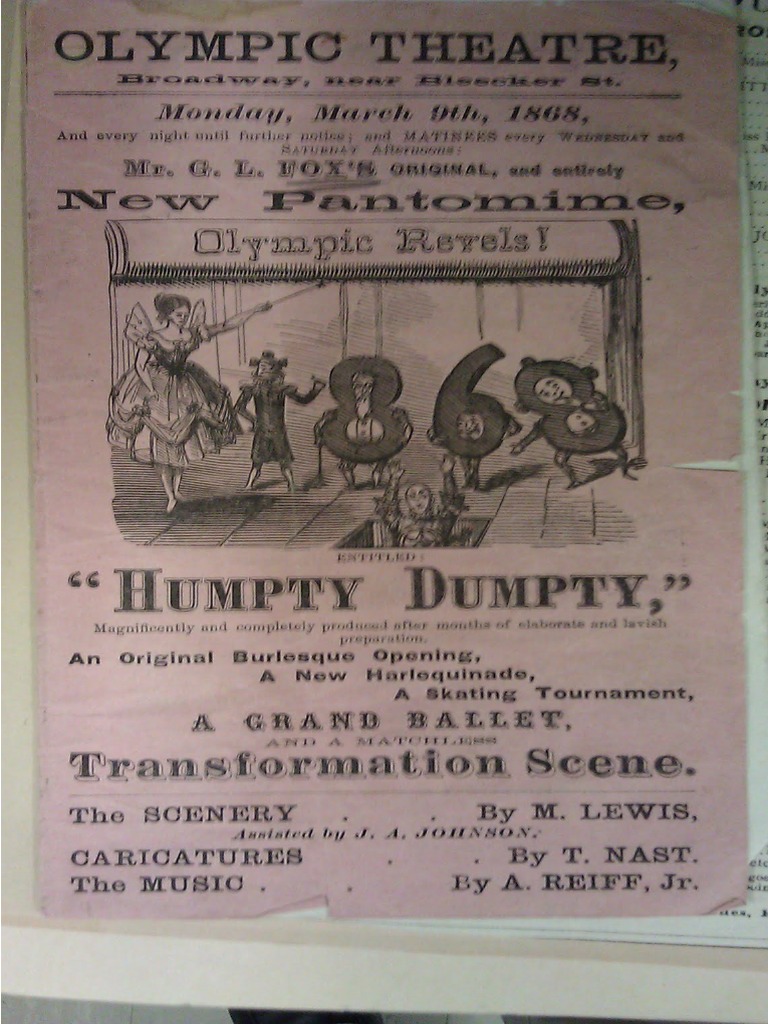 OLYMPIC THEATRE,
Broadway, near Bleecker St.
Monday, March 9th, 1868,
And every night until further notice; and MATINEES every WEDNESDAY and
SATURDAY Afternoons:
Mr. G. L. FOX'S ORIGINAL, and entirely
New Pantomime,
Olympic Revels!
868
ENTITLED:
"HUMPTY DUMPTY,"
Magnificently and completely produced after months of elaborate and lavish
preparation.
An Original Burlesque Opening,
A New Harlequinade,
A Skating Tournament,
A GRAND BALLET,
AND A MATCHLESS
Transformation Scene.
The SCENERY . . By M. LEWIS,
Assisted by J. A. JOHNSON.
CARICATURES . . By T. NAST.
The MUSIC . . By A. REIFF, Jr.